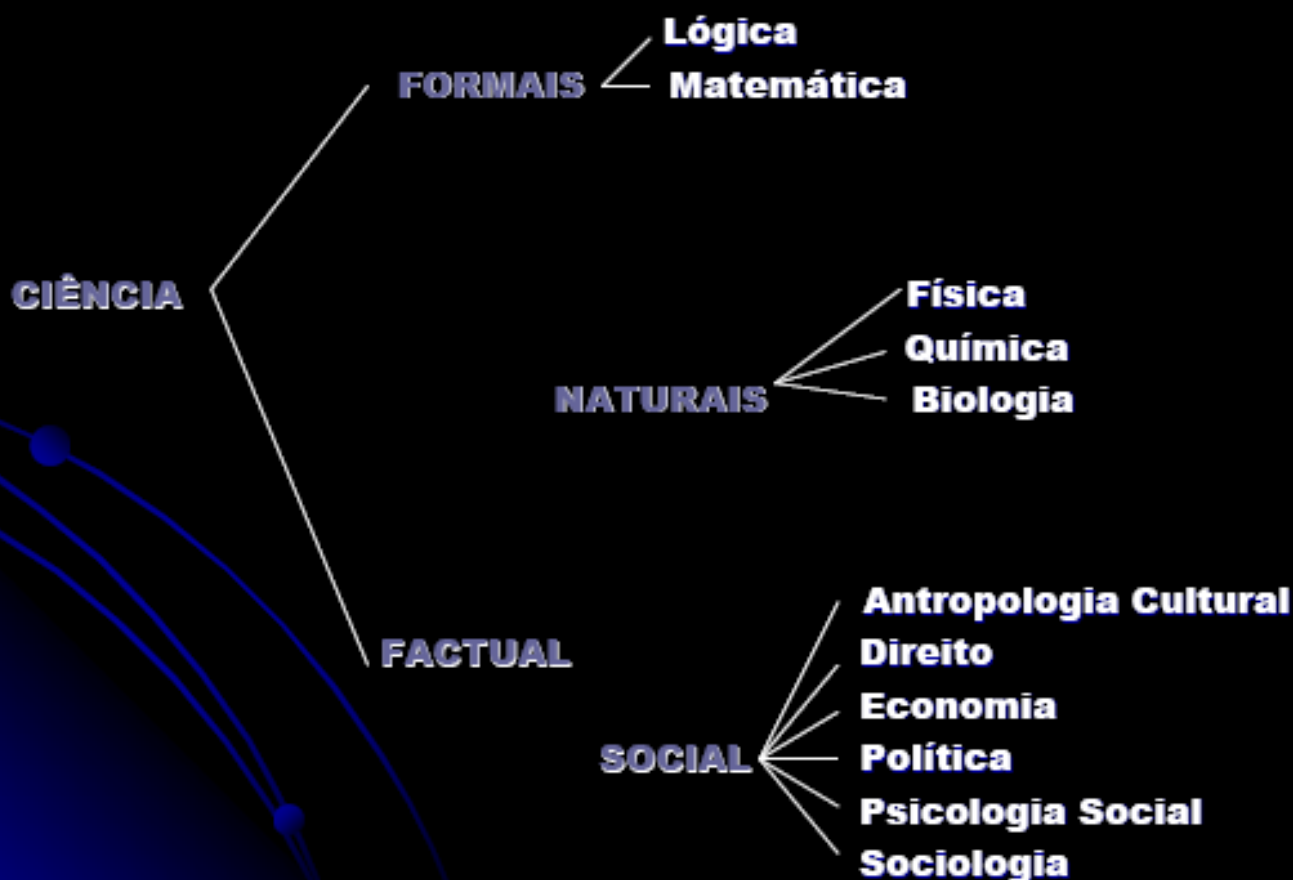 Lógica
FORMAIS Matemática
CIÊNCIA
Física
Química
NATURAIS Biologia
Antropologia Cultural
FACTUAL Direito
Economia
SOCIAL Política
Psicologia Social
Sociologia